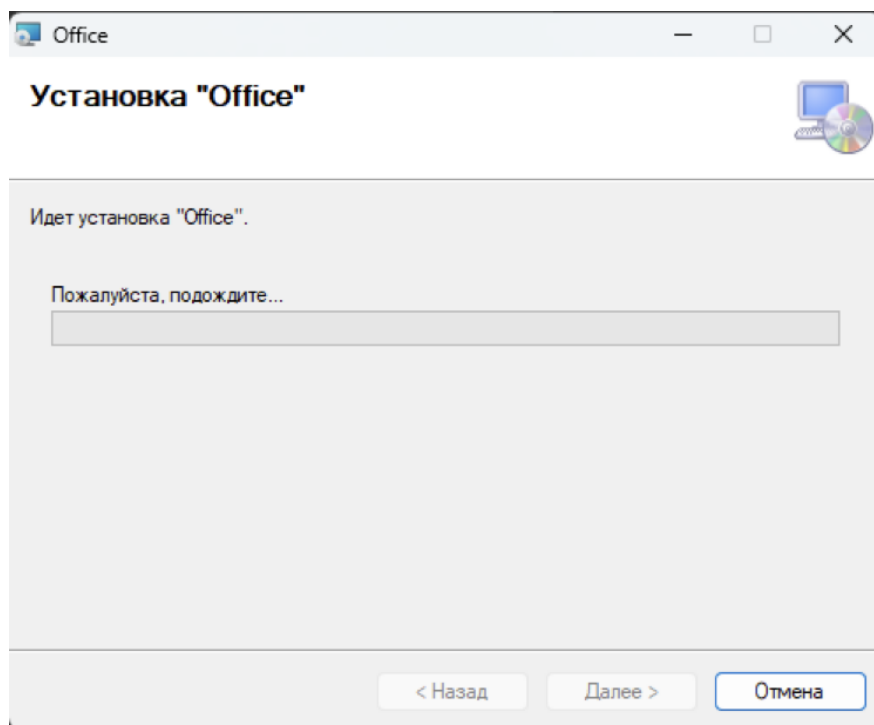 Office
Установка "Office"
Идет установка "Office".
Пожалуйста, подождите...
< Назад
Далее >
Отмена